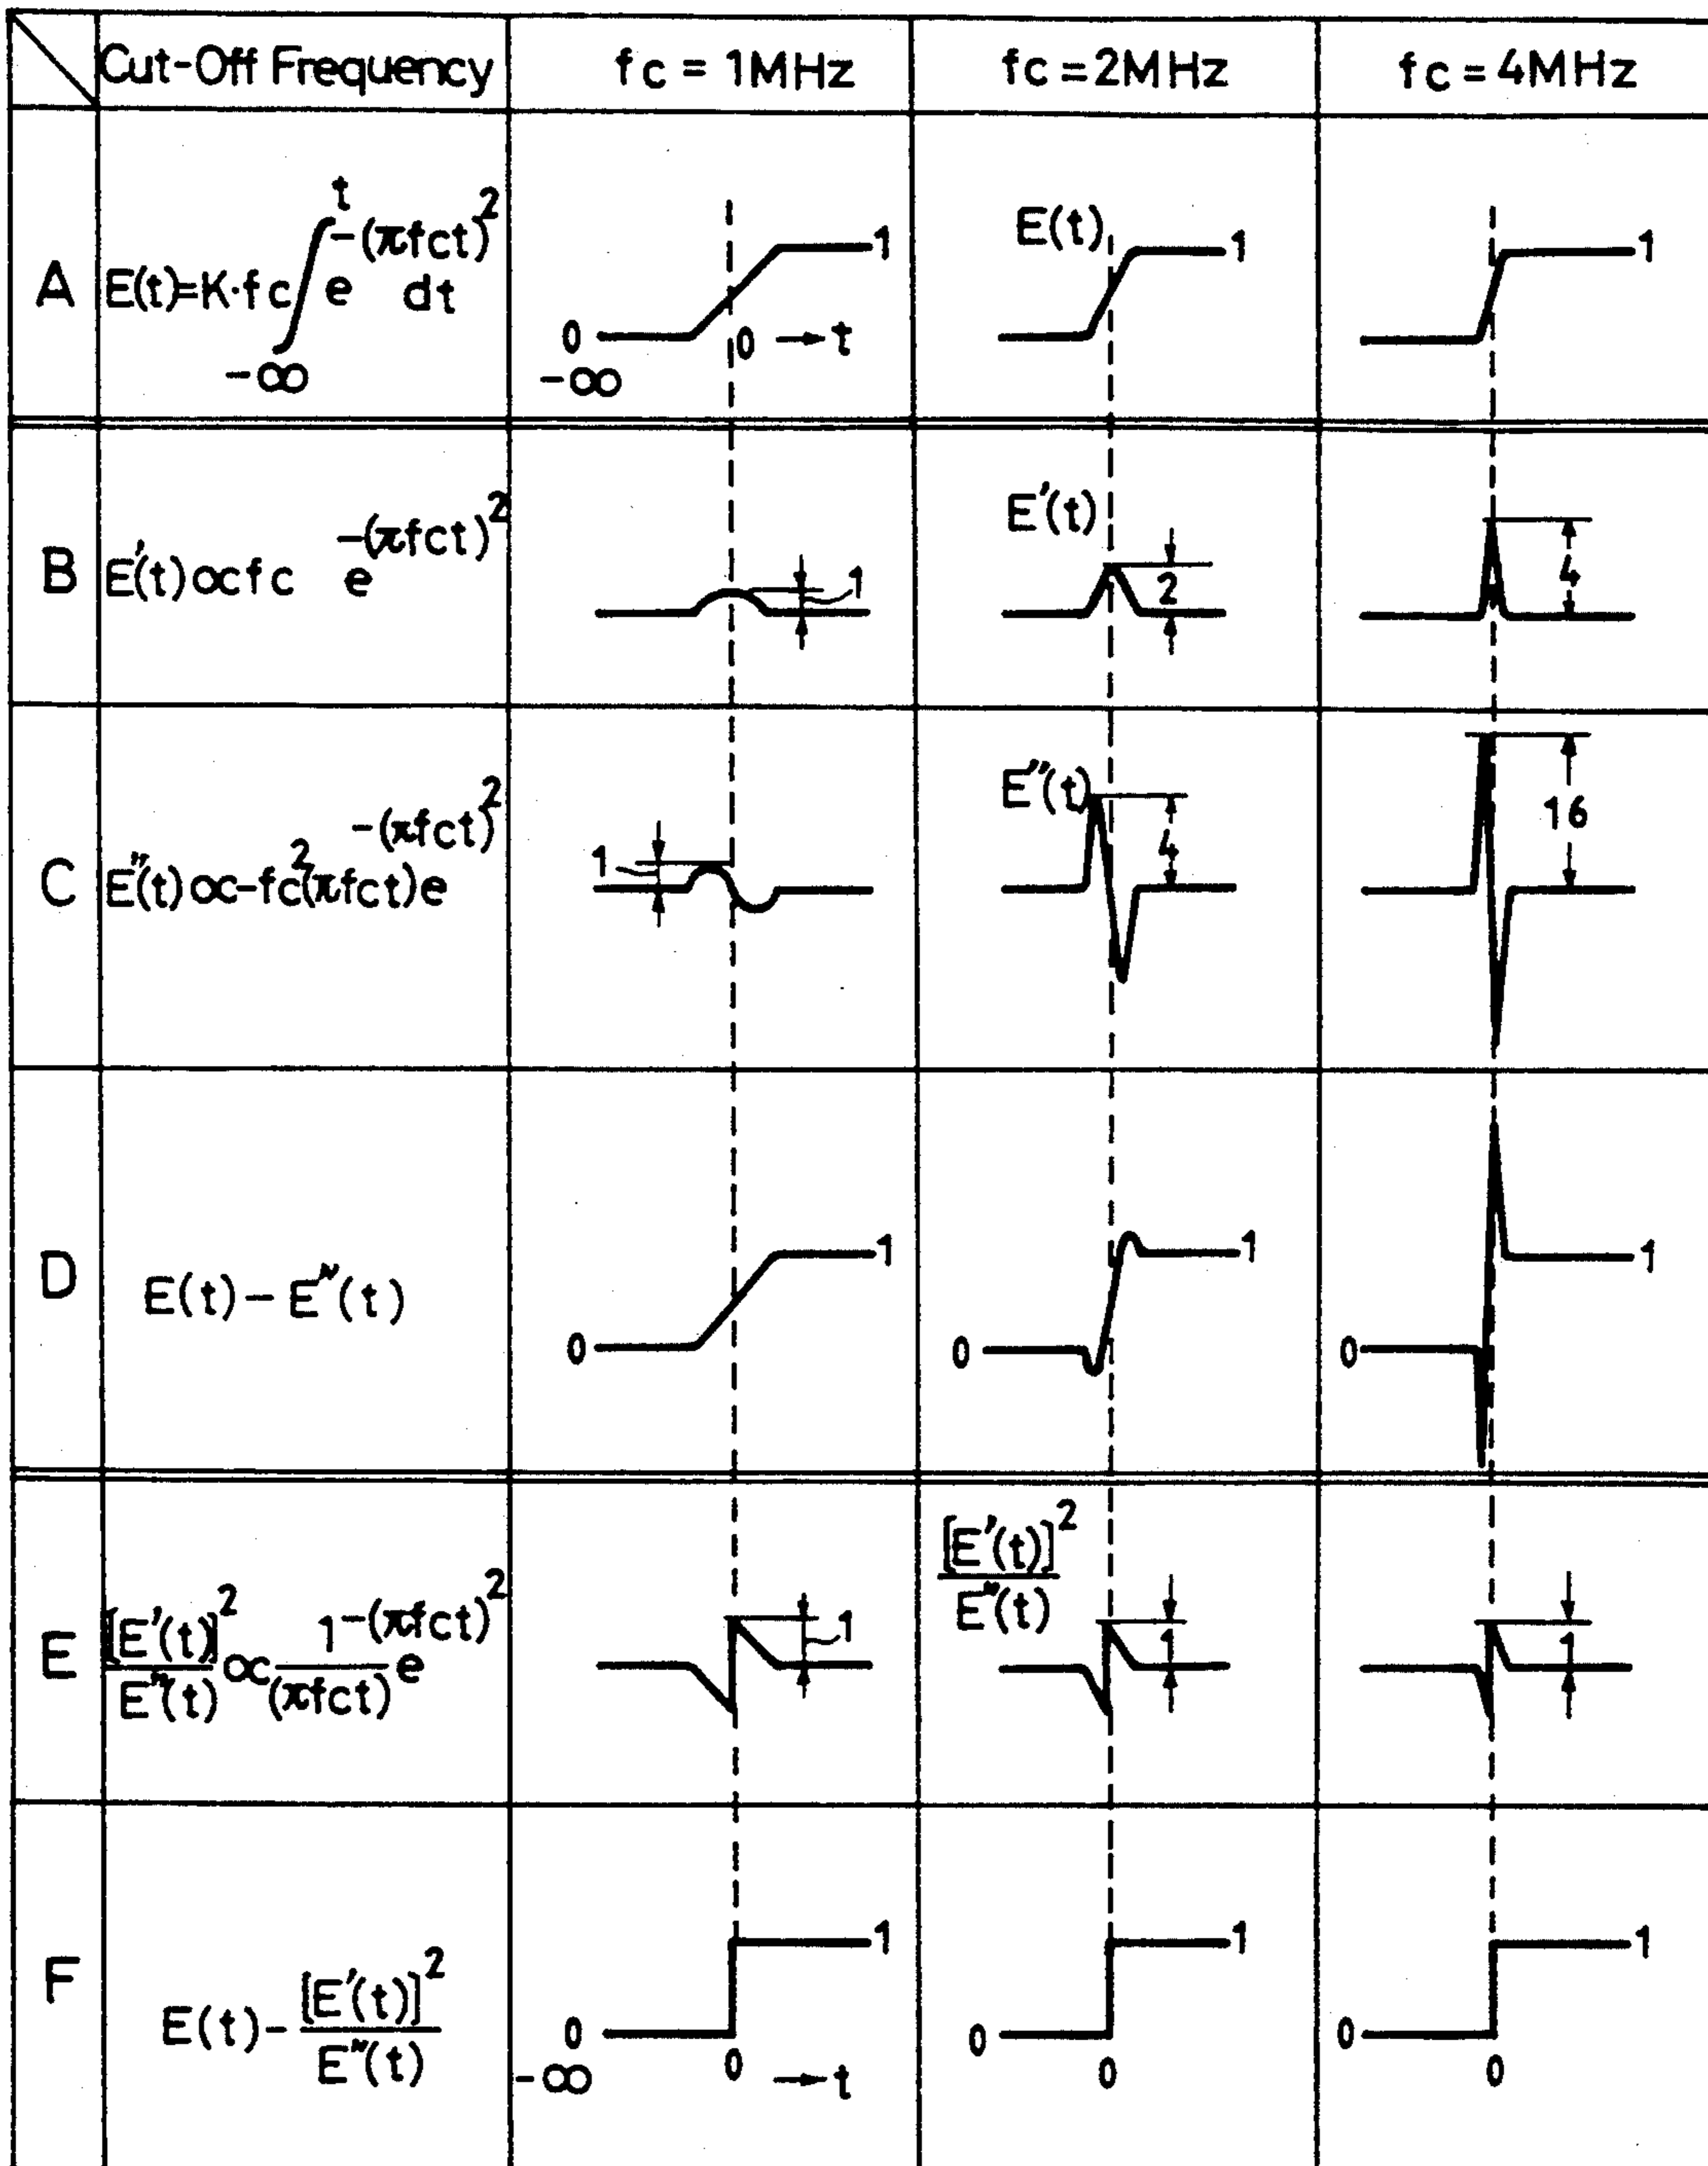 Cut-Off Frequency fc = 1MHz fc = 2MHz fc = 4MHz
A E(t)=K·fc∫_{-∞}^{t} e^{-(πfct)^2} dt
0 -∞ 0 →t 1
E(t) 1
1
B E'(t)∝fc e^{-(πfct)^2}
1
E'(t) 2
4
C E''(t)∝-fc^2(πfct)e^{-(πfct)^2}
1
E''(t) 4
16
D E(t)-E''(t)
0 1
0 1
0 1
E [E'(t)]^2/E''(t) ∝ 1/(πfct) e^{-(πfct)^2}
1
[E'(t)]^2/E''(t) 1
1
F E(t)-[E'(t)]^2/E''(t)
0 -∞ 0 →t 1
0 0 1
0 0 1